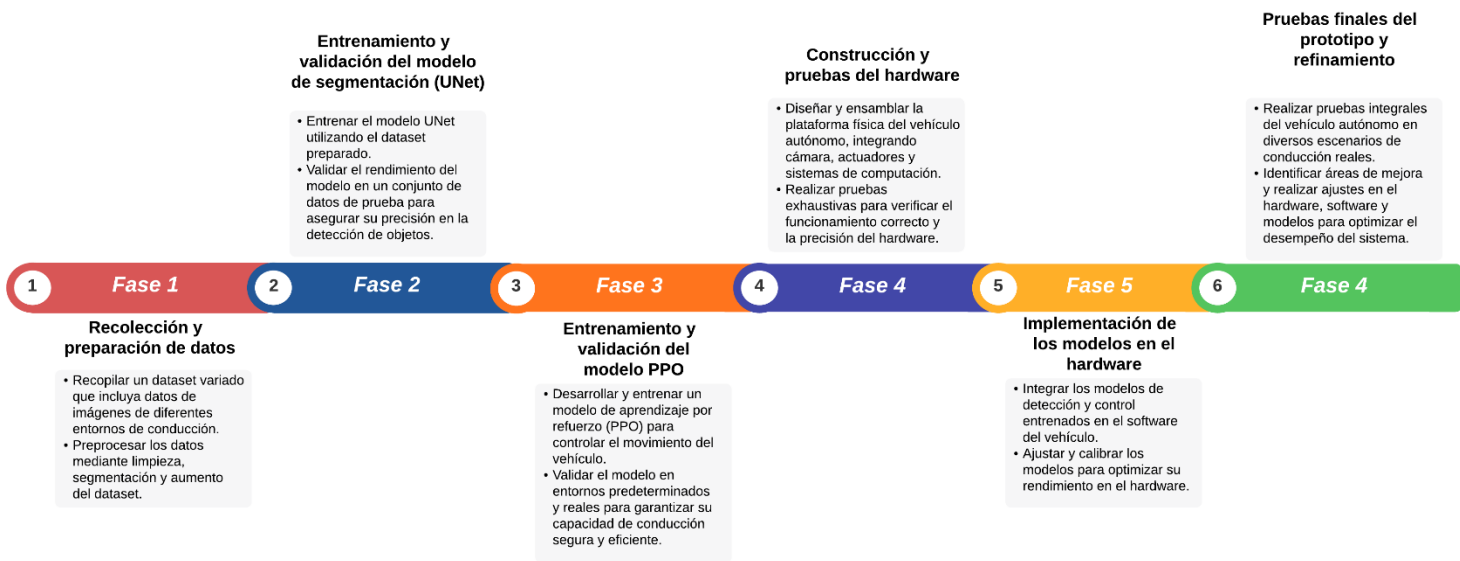 1
Fase 1
Recolección y
preparación de datos
• Recopilar un dataset variado
que incluya datos de
imágenes de diferentes
entornos de conducción.
• Preprocesar los datos
mediante limpieza,
segmentación y aumento
del dataset.
Entrenamiento y
validación del modelo
de segmentación (UNet)
• Entrenar el modelo UNet
utilizando el dataset
preparado.
• Validar el rendimiento del
modelo en un conjunto de
datos de prueba para
asegurar su precisión en la
detección de objetos.
2
Fase 2
3
Fase 3
Entrenamiento y
validación del
modelo PPO
• Desarrollar y entrenar un
modelo de aprendizaje por
refuerzo (PPO) para
controlar el movimiento del
vehículo.
• Validar el modelo en
entornos predeterminados
y reales para garantizar su
capacidad de conducción
segura y eficiente.
Construcción y
pruebas del hardware
• Diseñar y ensamblar la
plataforma física del vehículo
autónomo, integrando
cámara, actuadores y
sistemas de computación.
• Realizar pruebas
exhaustivas para verificar el
funcionamiento correcto y
la precisión del hardware.
4
Fase 4
5
Fase 5
Implementación de
los modelos en el
hardware
• Integrar los modelos de
detección y control
entrenados en el software
del vehículo.
• Ajustar y calibrar los
modelos para optimizar su
rendimiento en el hardware.
Pruebas finales del
prototipo y
refinamiento
• Realizar pruebas integrales
del vehículo autónomo en
diversos escenarios de
conducción reales.
• Identificar áreas de mejora
y realizar ajustes en el
hardware, software y
modelos para optimizar el
desempeño del sistema.
6
Fase 4